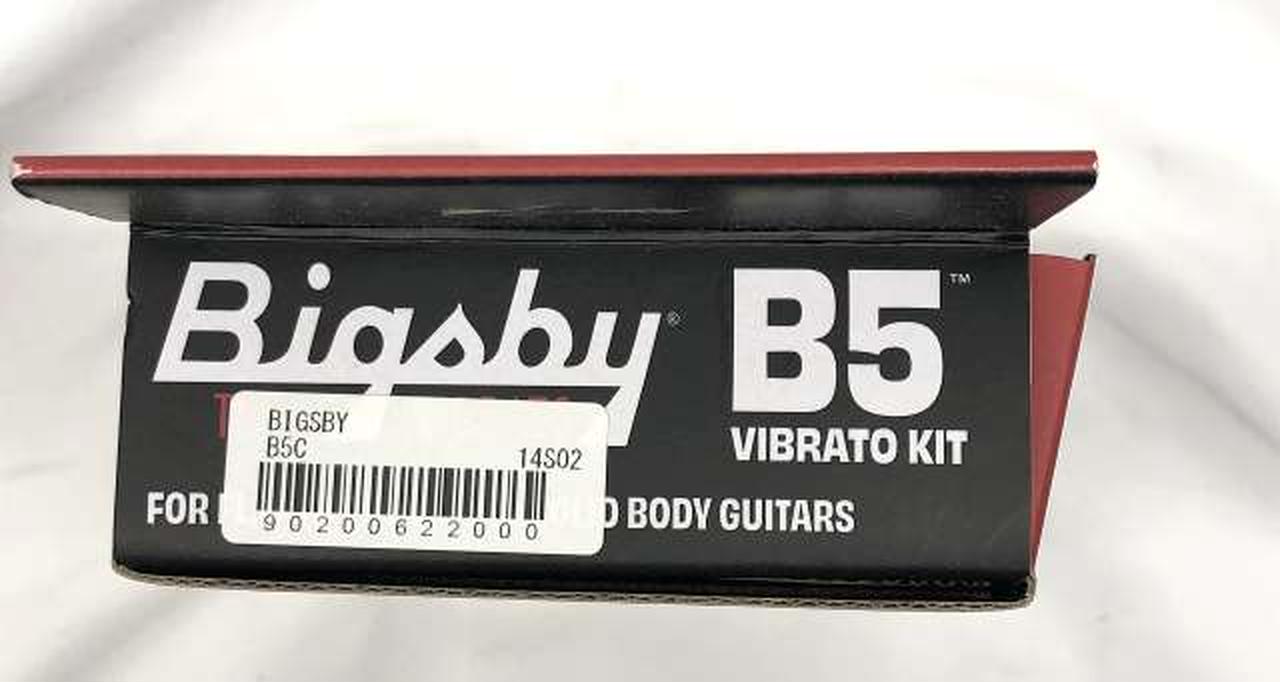 Bigsby® B5™
VIBRATO KIT
BIGSBY
B5C 14S02
90200622000
FOR BODY GUITARS